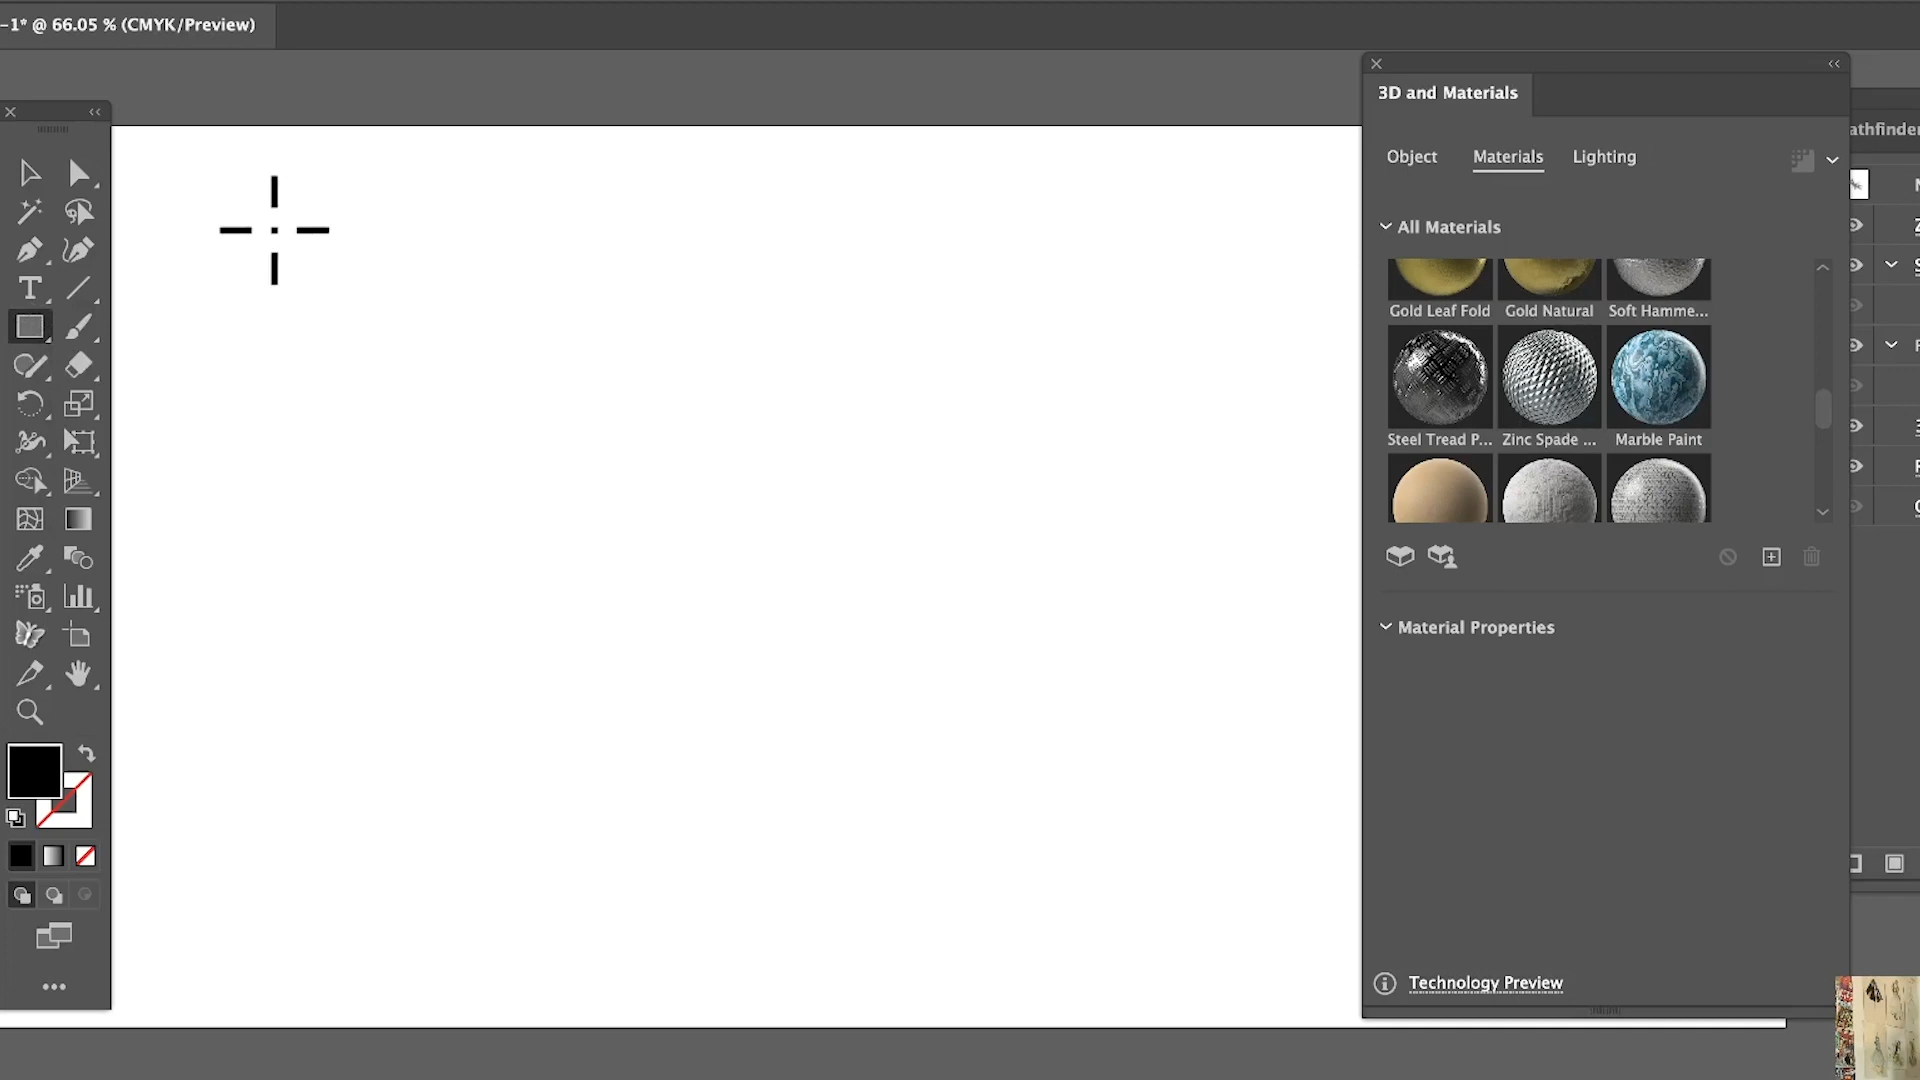 -1* @ 66.05 % (CMYK/Preview)
3D and Materials
athfinder
Object Materials Lighting
All Materials
Gold Leaf Fold Gold Natural Soft Hamme...
Steel Tread P... Zinc Spade ... Marble Paint
Material Properties
Technology Preview